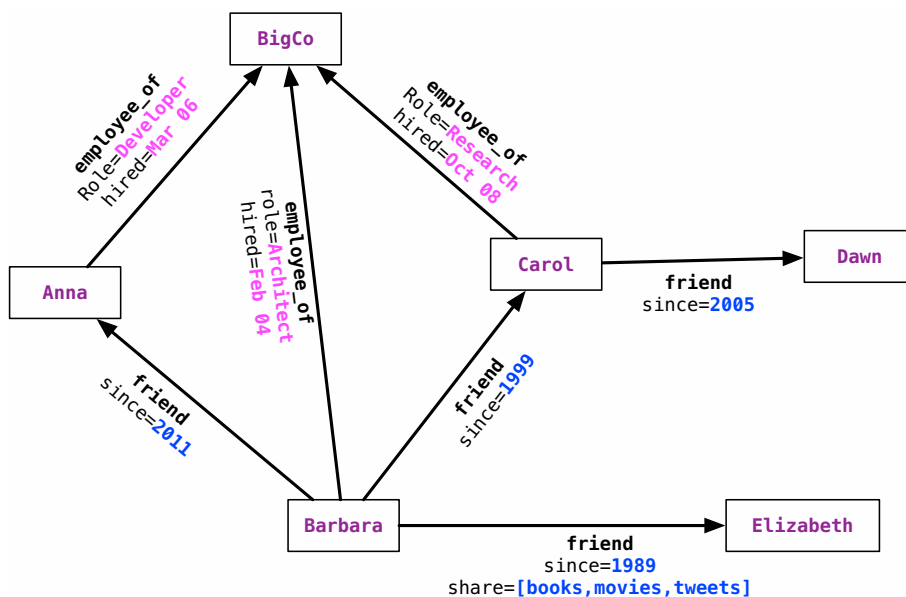 BigCo
employee_of
Role=Developer
hired=Mar 06
employee_of
role=Architect
hired=Feb 04
employee_of
Role=Research
hired=Oct 08
Anna
Carol
Dawn
friend
since=2005
friend
since=2011
friend
since=1999
Barbara
Elizabeth
friend
since=1989
share=[books,movies,tweets]